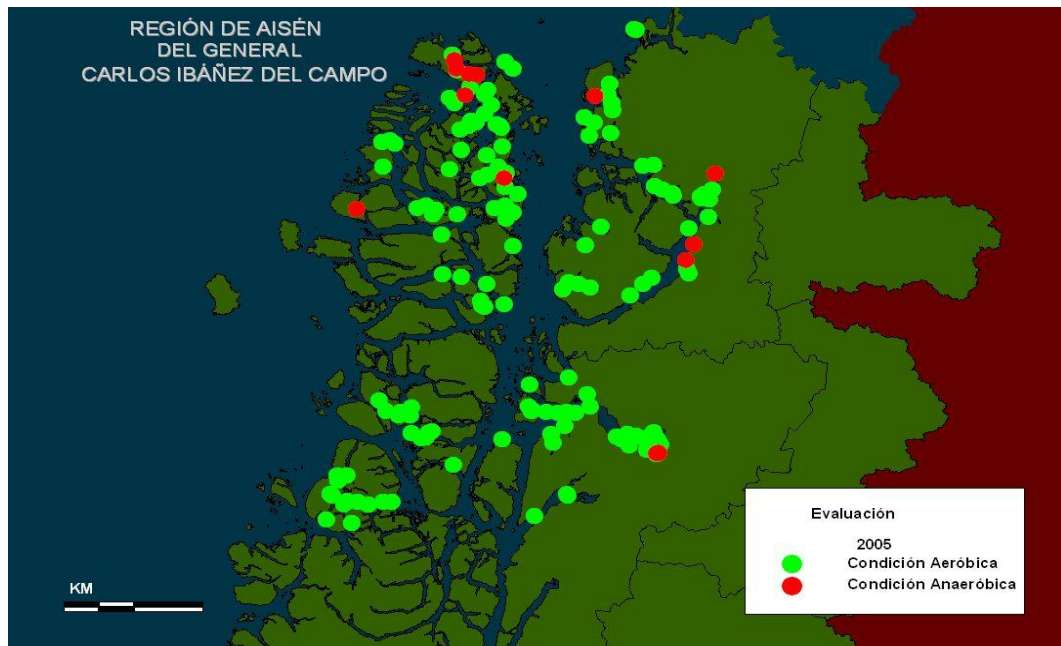 REGIÓN DE AISÉN
DEL GENERAL
CARLOS IBÁÑEZ DEL CAMPO
Evaluación
2005
Condición Aeróbica
Condición Anaeróbica
KM